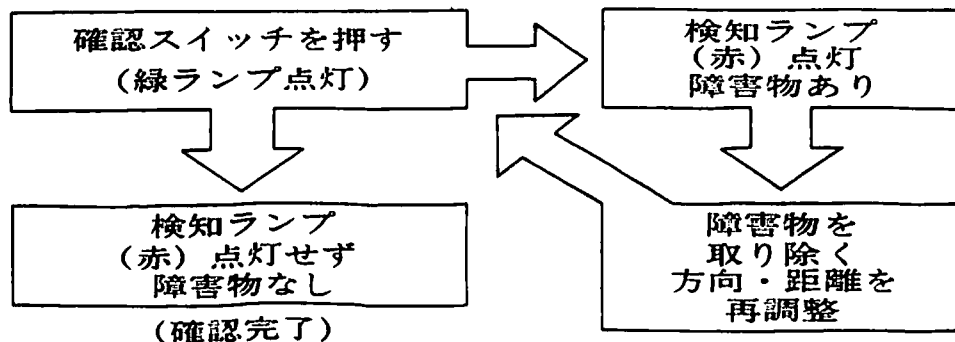 確認スイッチを押す
(緑ランプ点灯)
検知ランプ
(赤)点灯
障害物あり
検知ランプ
(赤)点灯せず
障害物なし
(確認完了)
障害物を
取り除く
方向・距離を
再調整